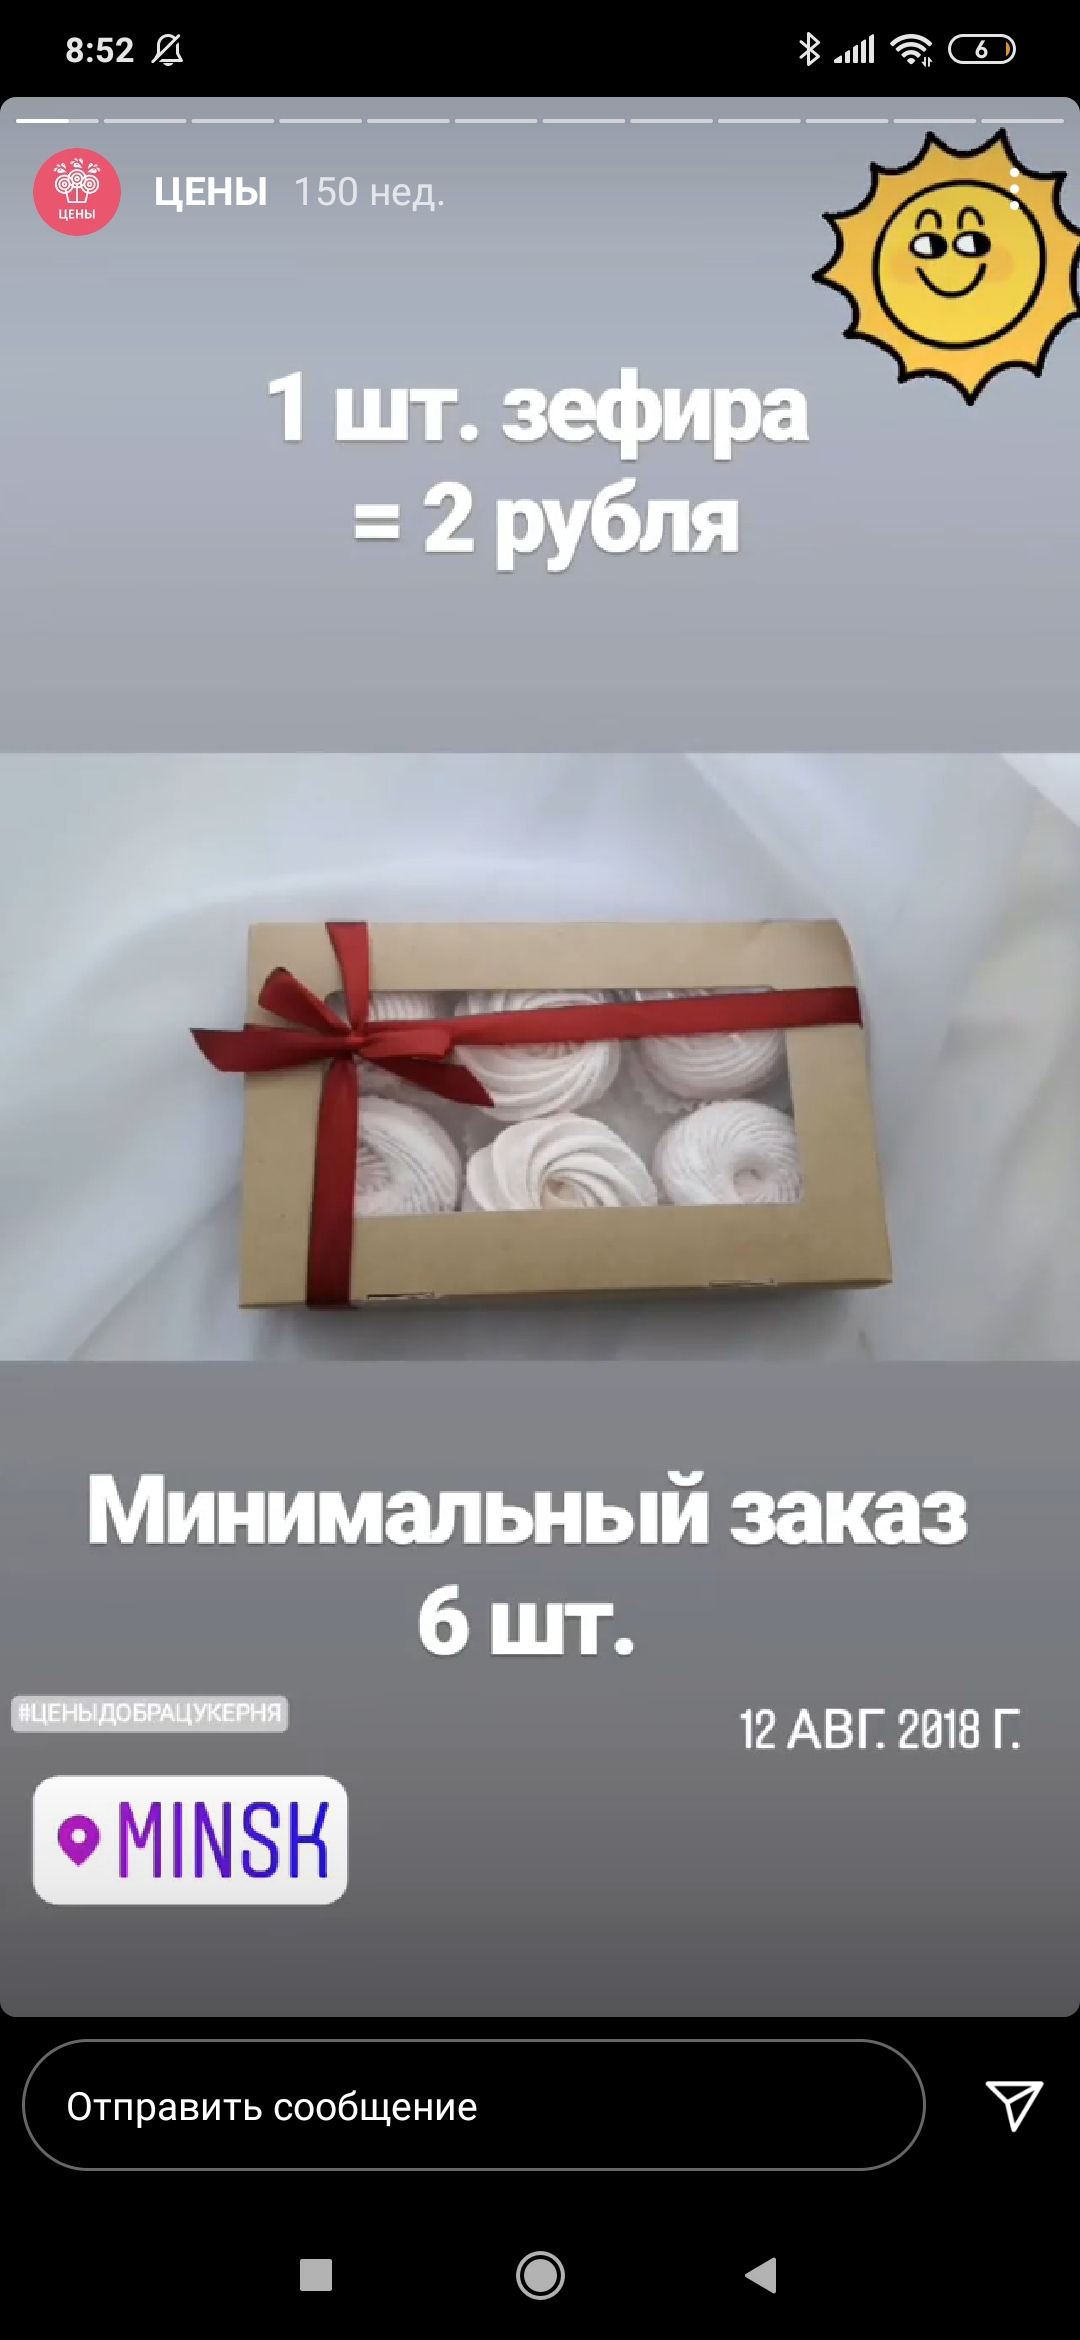 8:52
6
ЦЕНЫ
ЦЕНЫ 150 нед.
1 шт. зефира
= 2 рубля
Минимальный заказ
6 шт.
#ЦЕНЫДОБРАЦУКЕРНЯ
12 АВГ. 2018 Г.
MINSK
Отправить сообщение